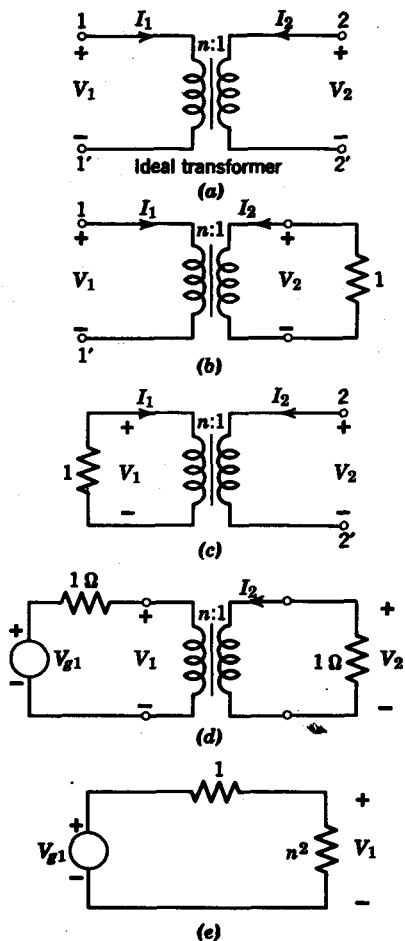 1 I₁ I₂ 2
+ n:1 +
V₁ V₂
− −
1′ ideal transformer 2′
(a)
1 I₁ I₂
+ n:1 +
V₁ V₂ 1
− −
1′
(b)
I₁ I₂ 2
+ n:1 +
1 V₁ V₂
− −
2′
(c)
1 Ω I₂
+ n:1 +
+ Vg1 V₁ 1 Ω V₂
− − −
(d)
1
+ +
Vg1 n² V₁
− −
(e)